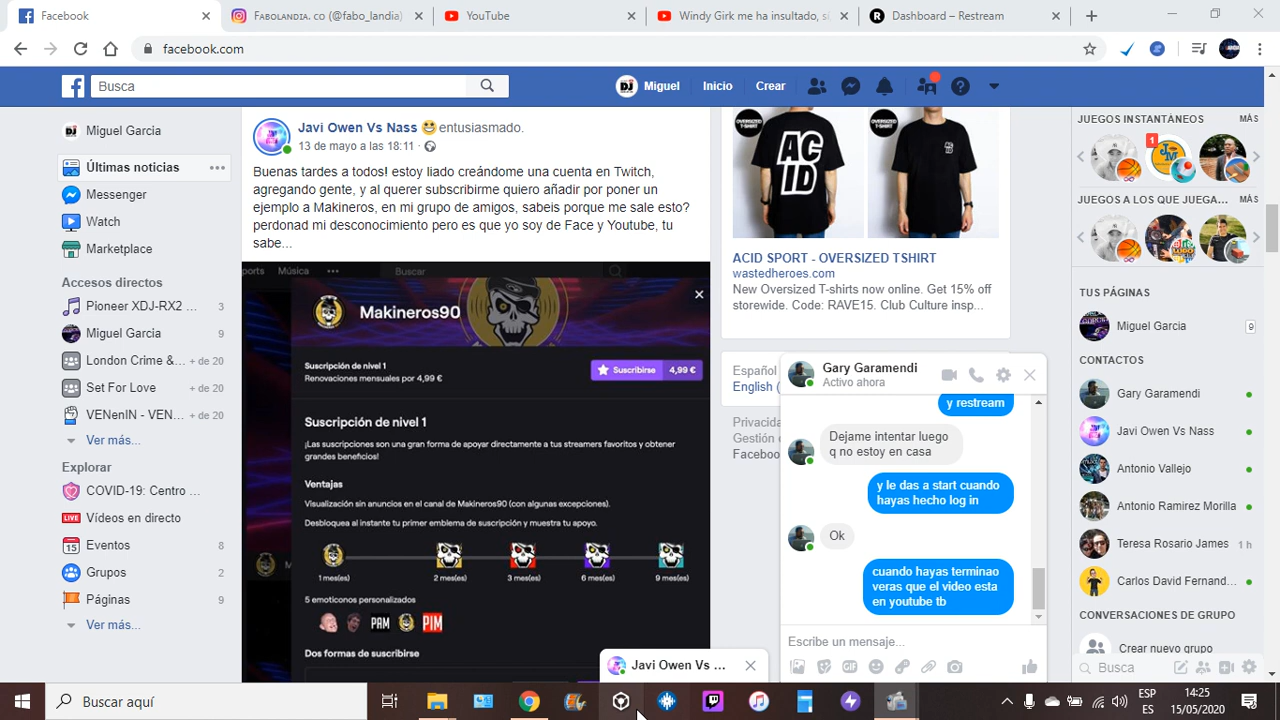 Facebook
Fabolandia. co (@fabo_landia)
YouTube
Windy Girk me ha insultado, si
Dashboard – Restream
facebook.com
Busca
Miguel
Inicio
Crear
Miguel Garcia
Últimas noticias
Messenger
Watch
Marketplace
Accesos directos
Pioneer XDJ-RX2 ... 3
Miguel Garcia 9
London Crime &... + de 20
Set For Love + de 20
VENenIN - VEN... + de 20
Ver más...
Explorar
COVID-19: Centro ...
Vídeos en directo
Eventos 8
Grupos 2
Páginas 9
Ver más...
Javi Owen Vs Nass entusiasmado.
13 de mayo a las 18:11 ·
Buenas tardes a todos! estoy liado creándome una cuenta en Twitch,
agregando gente, y al querer subscribirme quiero añadir por poner un
ejemplo a Makineros, en mi grupo de amigos, sabeis porque me sale esto?
perdonad mi desconocimiento pero es que yo soy de Face y Youtube, tu
sabe...
ports Música ••• Buscar
Makineros90
Suscripción de nivel 1
Renovaciones mensuales por 4,99 €
Suscribirse 4,99 €
Suscripción de nivel 1
¡Las suscripciones son una gran forma de apoyar directamente a tus streamers favoritos y obtener
grandes beneficios!
Ventajas
Visualización sin anuncios en el canal de Makineros90 (con algunas excepciones).
Desbloquea al instante tu primer emblema de suscripción y muestra tu apoyo.
1 mes(es) 2 mes(es) 3 mes(es) 6 mes(es) 9 mes(es)
5 emoticonos personalizados
PAM PIM
Dos formas de suscribirse
OVERSIZED
T-SHIRT
AC
ID
OVERSIZED
T-SHIRT
ACID SPORT - OVERSIZED TSHIRT
wastedheroes.com
New Oversized T-shirts now online. Get 15% off
storewide. Code: RAVE15. Club Culture insp...
Español
English (
Privacida
Gestión
Facebook
Gary Garamendi
Activo ahora
y restream
Dejame intentar luego
q no estoy en casa
y le das a start cuando
hayas hecho log in
Ok
cuando hayas terminao
veras que el video esta
en youtube tb
Escribe un mensaje...
GIF
Javi Owen Vs ...
JUEGOS INSTANTÁNEOS MÁS
1
JUEGOS A LOS QUE JUEGA... MÁS
TUS PÁGINAS
Miguel Garcia 9
CONTACTOS
Gary Garamendi
Javi Owen Vs Nass
Antonio Vallejo
Antonio Ramirez Morilla
Teresa Rosario James 1 h
Carlos David Fernand...
CONVERSACIONES DE GRUPO
Crear nuevo grupo
Busca
Buscar aquí
ESP
ES
14:25
15/05/2020